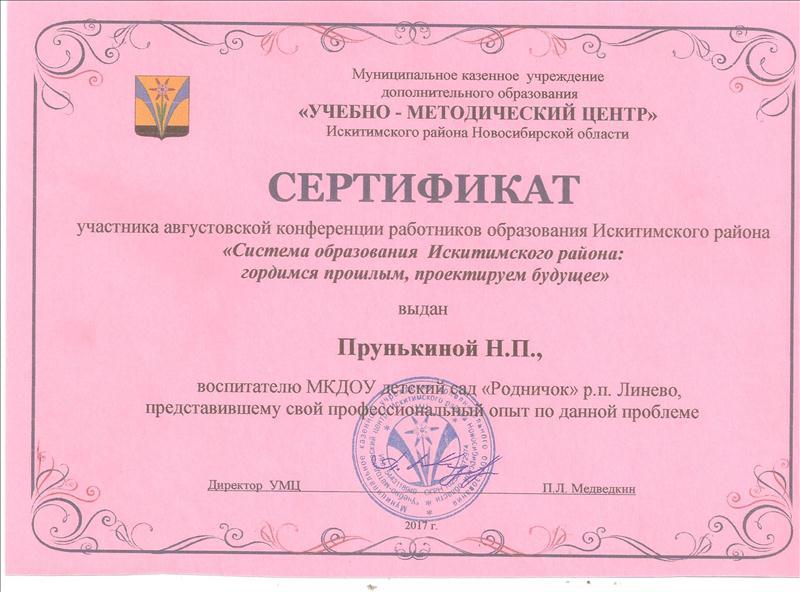 Муниципальное казенное учреждение
дополнительного образования
«УЧЕБНО - МЕТОДИЧЕСКИЙ ЦЕНТР»
Искитимского района Новосибирской области
СЕРТИФИКАТ
участника августовской конференции работников образования Искитимского района
«Система образования Искитимского района:
гордимся прошлым, проектируем будущее»
выдан
Прунькиной Н.П.,
воспитателю МКДОУ детский сад «Родничок» р.п. Линево,
представившему свой профессиональный опыт по данной проблеме
Директор УМЦ
П.Л. Медведкин
2017 г.